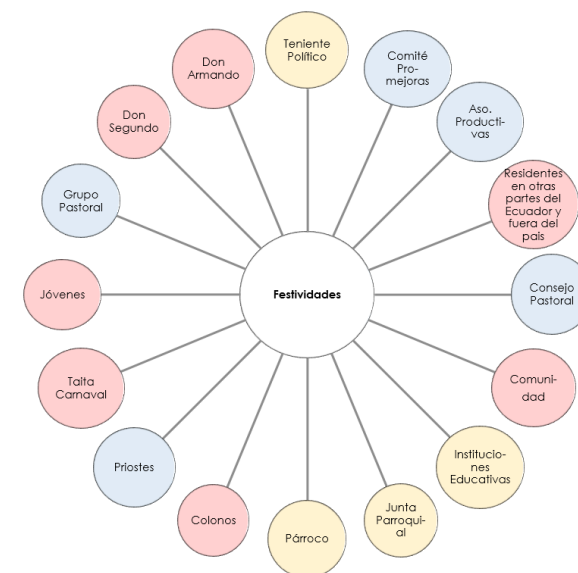 Teniente
Político
Comité
Pro-
mejoras
Aso.
Producti-
vas
Residentes
en otras
partes del
Ecuador y
fuera del
pais
Consejo
Pastoral
Comuni-
dad
Institucio-
nes
Educativas
Junta
Parroqui-
al
Párroco
Colonos
Priostes
Taita
Carnaval
Jóvenes
Grupo
Pastoral
Don
Segundo
Don
Armando
Festividades